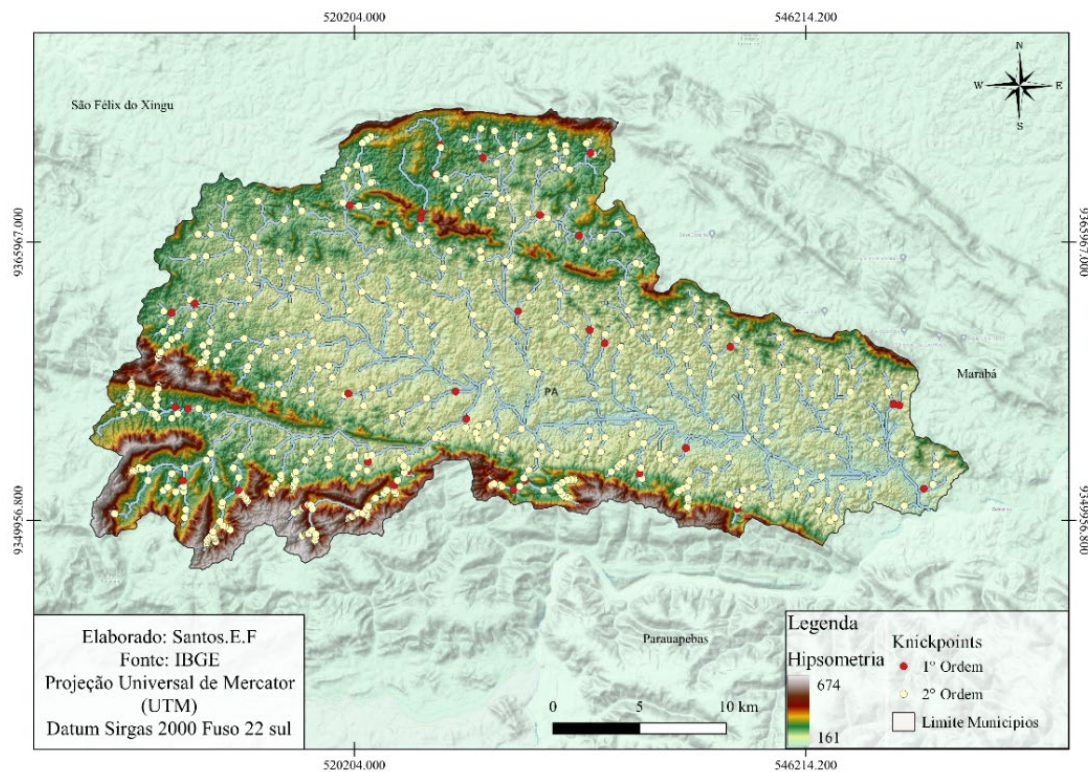 520204.000
546214.200
N
W
E
S
São Félix do Xingu
9365967.000
9365967.000
Marabá
PA
9349956.800
9349956.800
Parauapebas
Elaborado: Santos.E.F
Fonte: IBGE
Projeção Universal de Mercator
(UTM)
Datum Sirgas 2000 Fuso 22 sul
0
5
10 km
Legenda
Hipsometria
674
161
Knickpoints
1º Ordem
2º Ordem
Limite Municipios
520204.000
546214.200